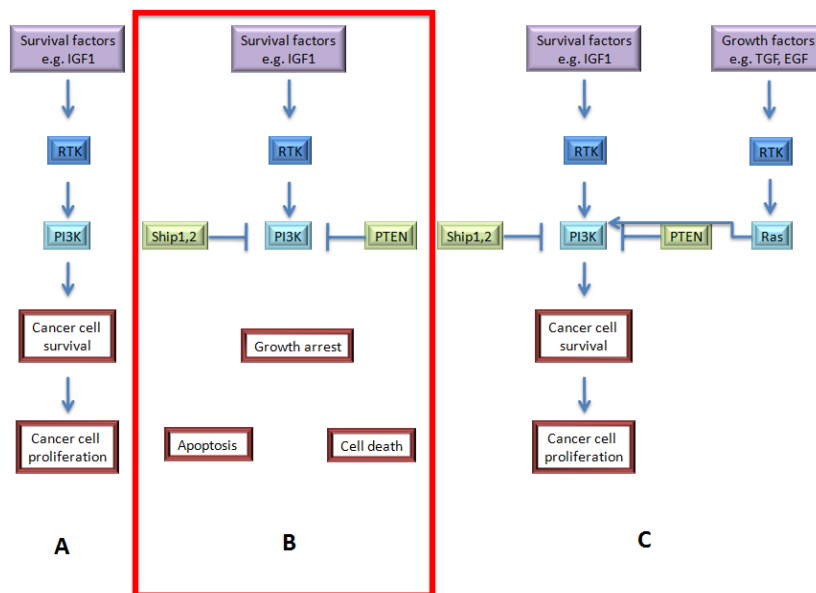 Survival factors
e.g. IGF1
RTK
PI3K
Cancer cell
survival
Cancer cell
proliferation
A
Survival factors
e.g. IGF1
RTK
Ship1,2
PI3K
PTEN
Growth arrest
Apoptosis
Cell death
B
Survival factors
e.g. IGF1
Growth factors
e.g. TGF, EGF
RTK
RTK
Ship1,2
PI3K
PTEN
Ras
Cancer cell
survival
Cancer cell
proliferation
C